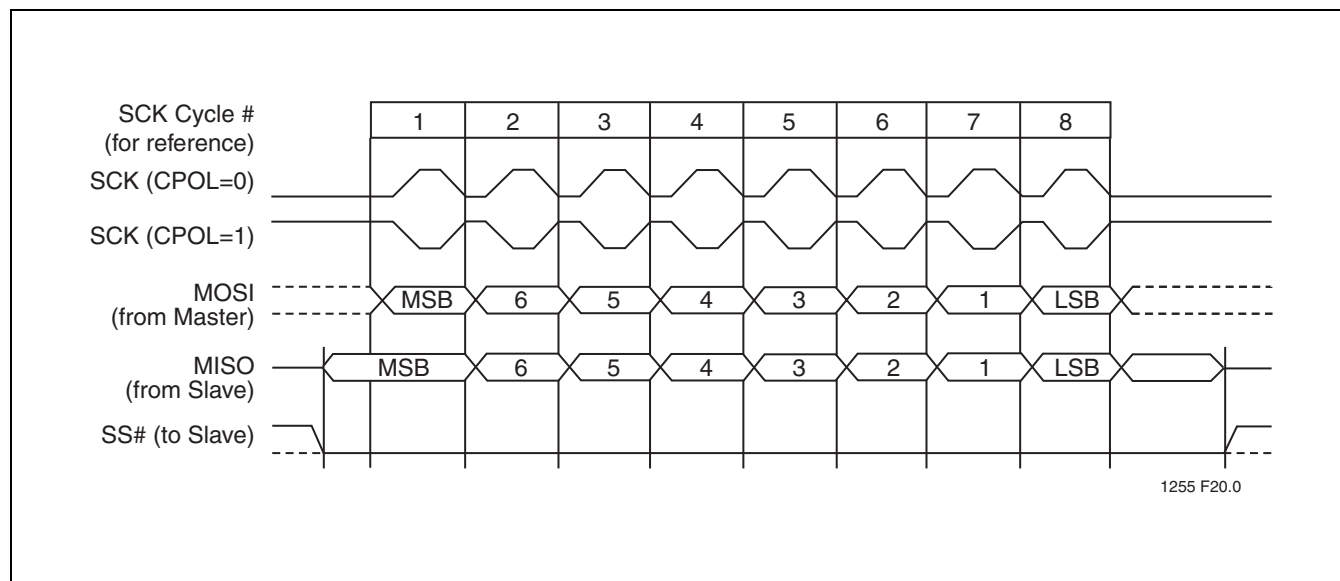 SCK Cycle #
(for reference)
1 2 3 4 5 6 7 8
SCK (CPOL=0)
SCK (CPOL=1)
MOSI
(from Master)
MSB 6 5 4 3 2 1 LSB
MISO
(from Slave)
MSB 6 5 4 3 2 1 LSB
SS# (to Slave)
1255 F20.0